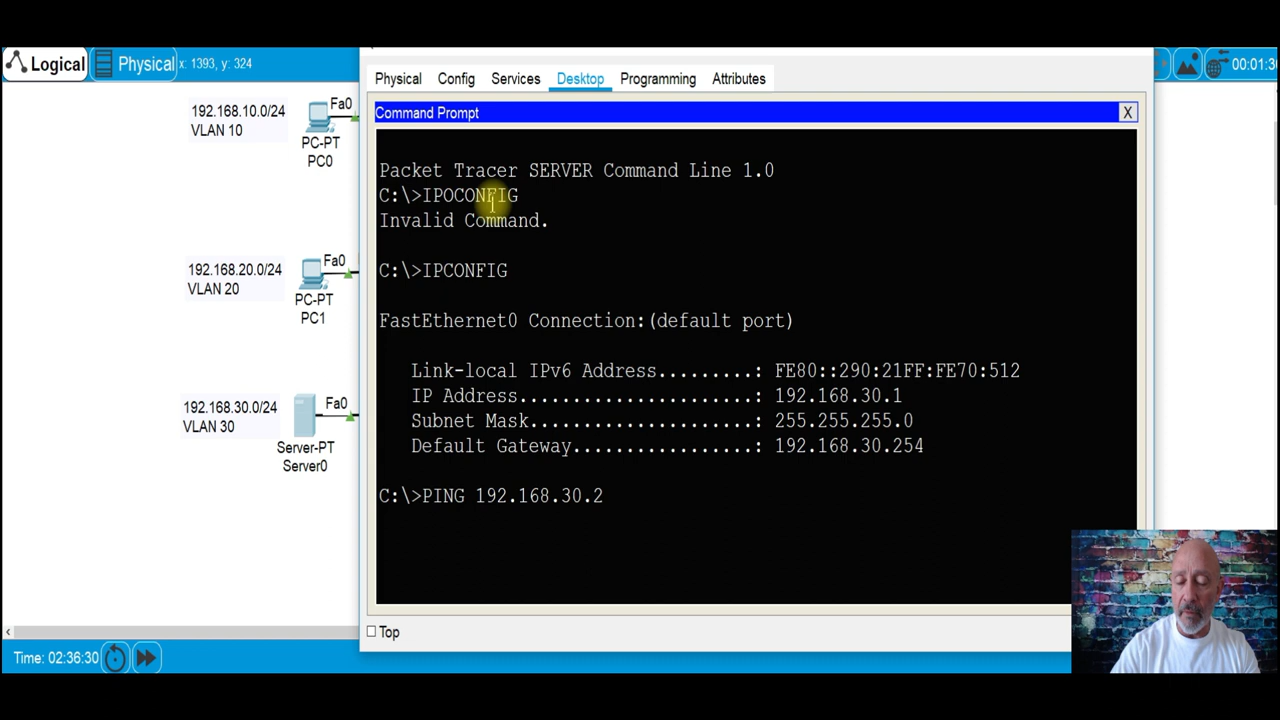 Logical
Physical x: 1393, y: 324
00:01:30
192.168.10.0/24
VLAN 10
Fa0
PC-PT
PC0
192.168.20.0/24
VLAN 20
Fa0
PC-PT
PC1
192.168.30.0/24
VLAN 30
Fa0
Server-PT
Server0
Physical Config Services Desktop Programming Attributes
Command Prompt X
Packet Tracer SERVER Command Line 1.0
C:\>IPOCONFIG
Invalid Command.
C:\>IPCONFIG
FastEthernet0 Connection:(default port)
Link-local IPv6 Address.........: FE80::290:21FF:FE70:512
IP Address......................: 192.168.30.1
Subnet Mask.....................: 255.255.255.0
Default Gateway.................: 192.168.30.254
C:\>PING 192.168.30.2
Top
Time: 02:36:30